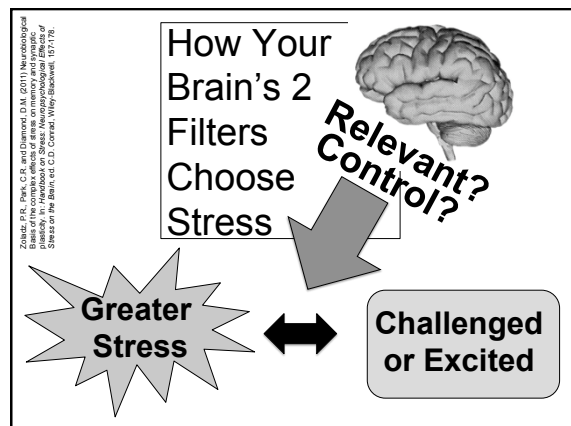 Zoladz, P.R., Park, C.R. and Diamond, D.M. (2011) Neurobiological
Basis of the complex effects of stress on memory and synaptic
plasticity. In: Handbook on Stress: Neuropsychological Effects of
Stress on the Brain, ed. C.D. Conrad, Wiley-Blackwell, 157-178.
How Your
Brain's 2
Filters
Choose
Stress
Relevant?
Control?
Greater
Stress
Challenged
or Excited